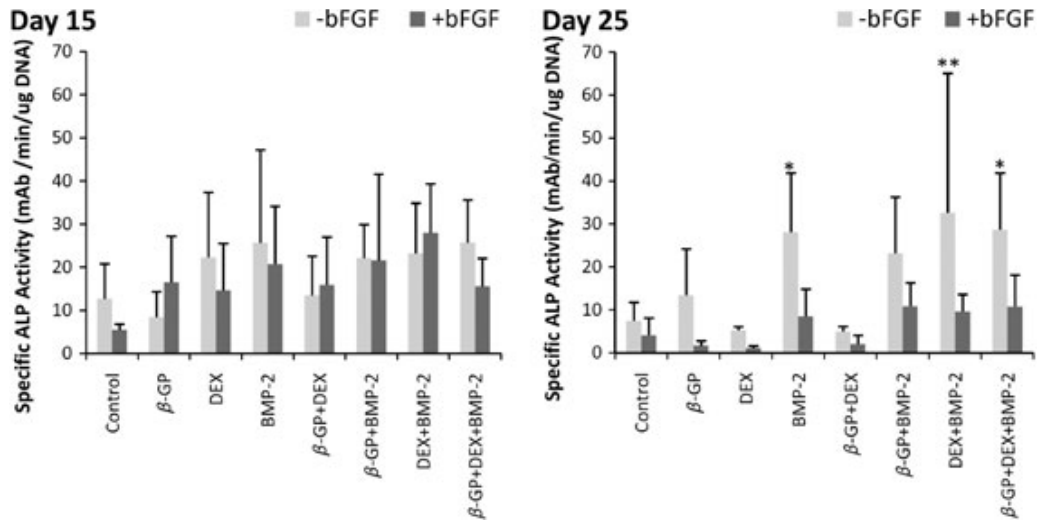 Day 15
-bFGF +bFGF
Specific ALP Activity (mAb /min/ug DNA)
70
60
50
40
30
20
10
0
Control
β-GP
DEX
BMP-2
β-GP+DEX
β-GP+BMP-2
DEX+BMP-2
β-GP+DEX+BMP-2
Day 25
-bFGF +bFGF
Specific ALP Activity (mAb/min/ug DNA)
70
60
50
40
30
20
10
0
*
**
*
Control
β-GP
DEX
BMP-2
β-GP+DEX
β-GP+BMP-2
DEX+BMP-2
β-GP+DEX+BMP-2